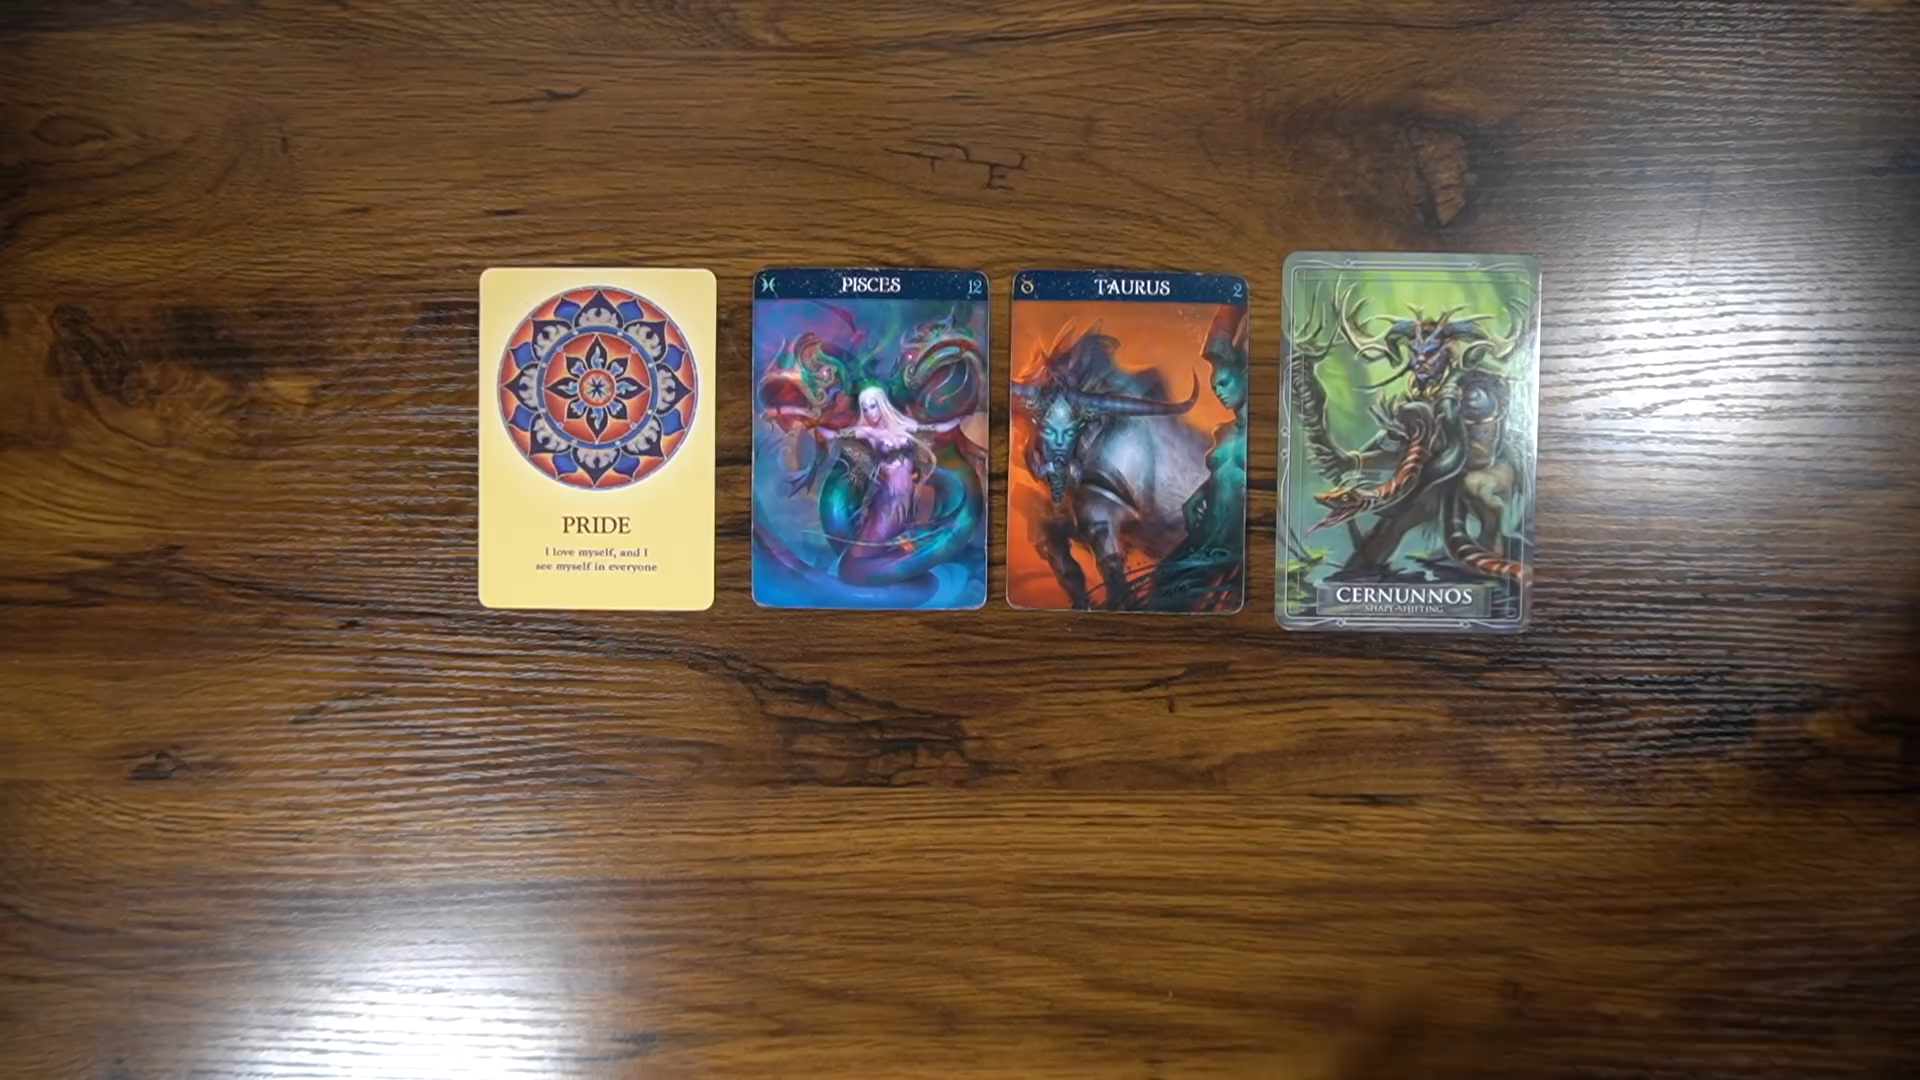 PRIDE
I love myself, and I
see myself in everyone
♓ PISCES 12
♉ TAURUS 2
CERNUNNOS
SHAPE-SHIFTING